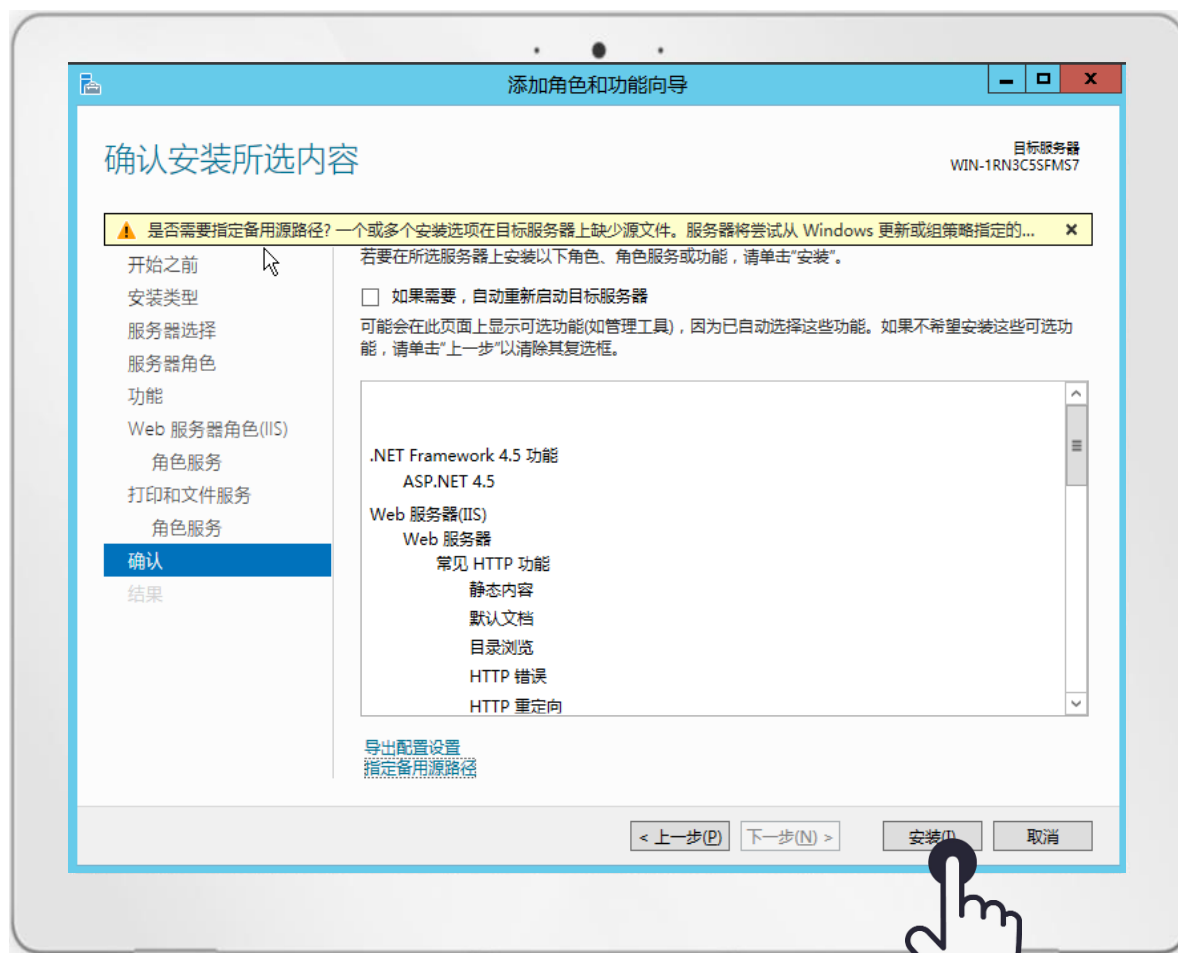 添加角色和功能向导
确认安装所选内容
目标服务器
WIN-1RN3C5SFMS7
是否需要指定备用源路径? 一个或多个安装选项在目标服务器上缺少源文件。服务器将尝试从 Windows 更新或组策略指定的...
开始之前
安装类型
服务器选择
服务器角色
功能
Web 服务器角色(IIS)
角色服务
打印和文件服务
角色服务
确认
结果
若要在所选服务器上安装以下角色、角色服务或功能，请单击"安装"。
如果需要，自动重新启动目标服务器
可能会在此页面上显示可选功能(如管理工具)，因为已自动选择这些功能。如果不希望安装这些可选功
能，请单击"上一步"以清除其复选框。
.NET Framework 4.5 功能
ASP.NET 4.5
Web 服务器(IIS)
Web 服务器
常见 HTTP 功能
静态内容
默认文档
目录浏览
HTTP 错误
HTTP 重定向
导出配置设置
指定备用源路径
< 上一步(P)
下一步(N) >
安装(I)
取消